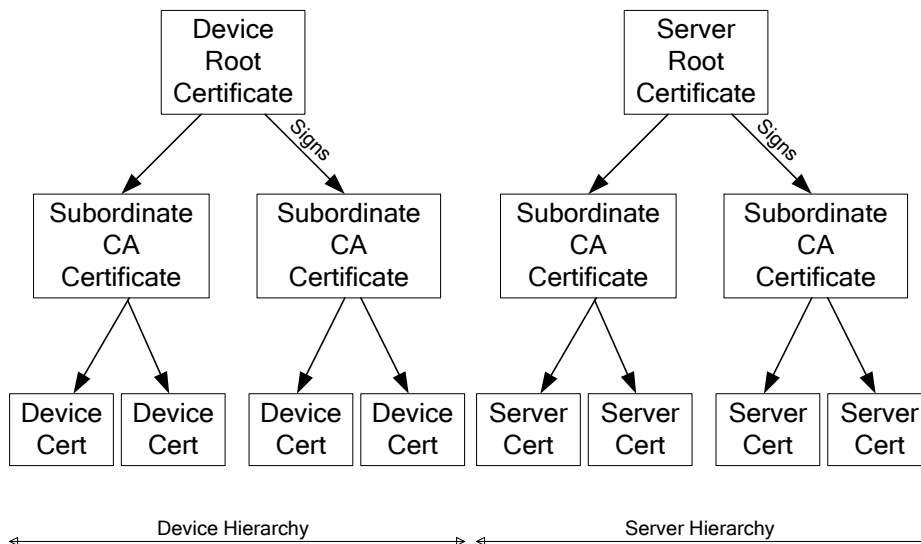 Device
Root
Certificate
Server
Root
Certificate
Signs
Signs
Subordinate
CA
Certificate
Subordinate
CA
Certificate
Subordinate
CA
Certificate
Subordinate
CA
Certificate
Device
Cert
Device
Cert
Device
Cert
Device
Cert
Server
Cert
Server
Cert
Server
Cert
Server
Cert
Device Hierarchy
Server Hierarchy